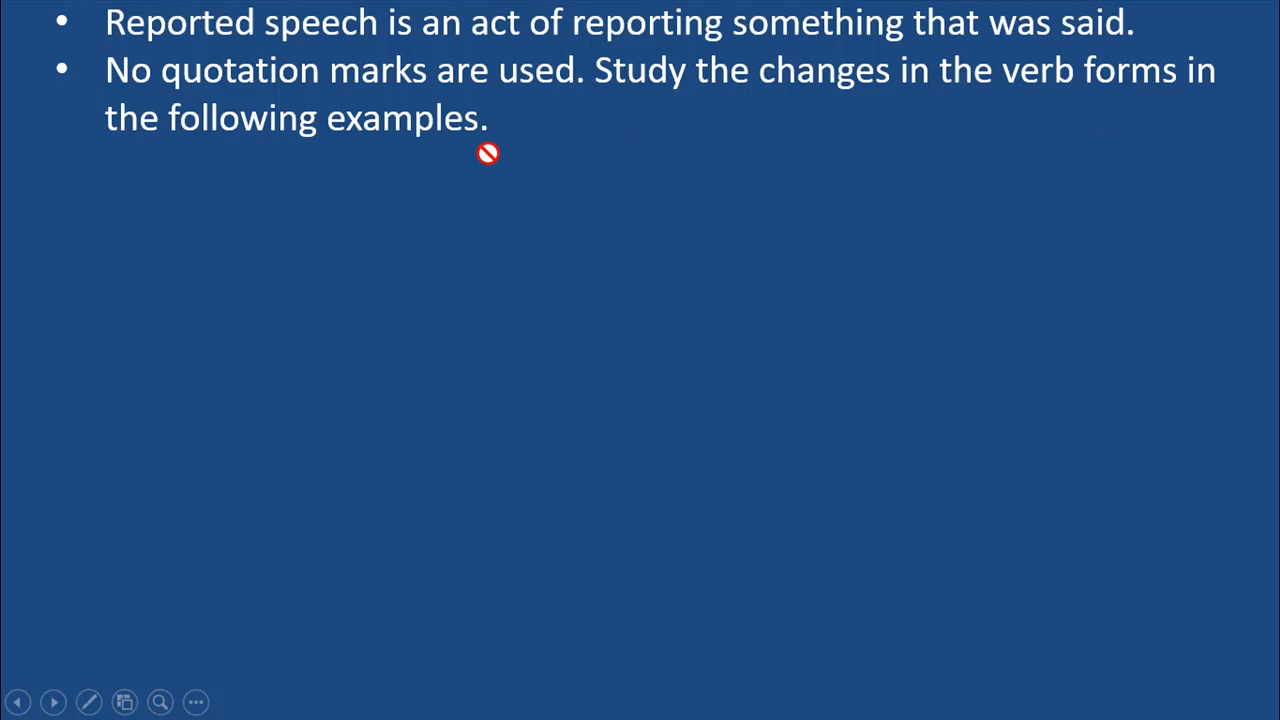 • Reported speech is an act of reporting something that was said.
• No quotation marks are used. Study the changes in the verb forms in
the following examples.